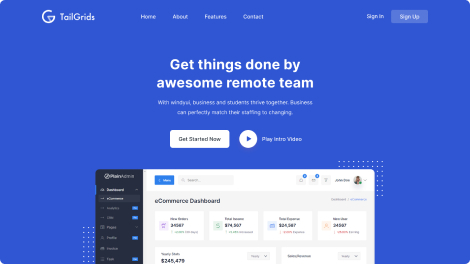 TailGrids
Home About Features Contact
Sign In Sign Up
Get things done by
awesome remote team
With windyui, business and students thrive together. Business
can perfectly match their staffing to changing.
Get Started Now Play Intro Video
PlainAdmin
Search...
John Doe
Dashboard
eCommerce
eCommerce Dashboard
Dashboard eCommerce
Analytics
Pages
Profile
Invoice
Task
New Orders
34567
Total Income
$74,567
Total Expense
$24,567
New User
34567
Yearly Stats
$245,479
Yearly
Sales/Revenue
Yearly